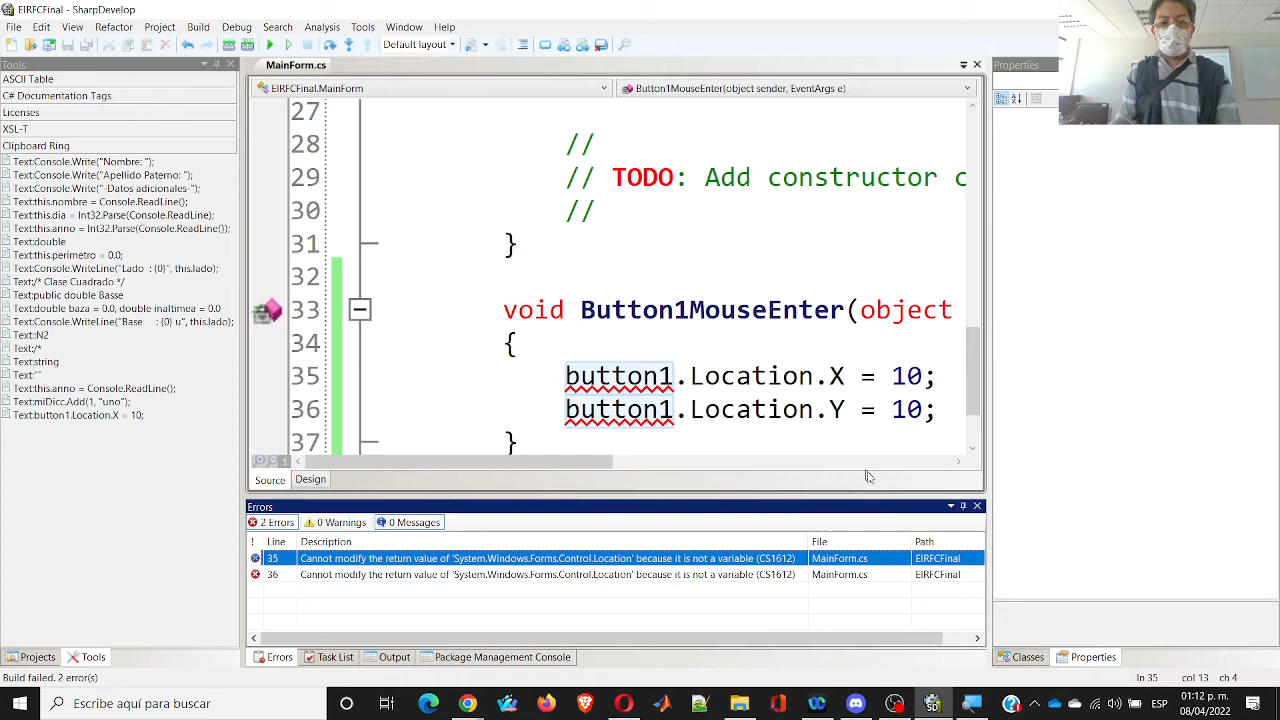 EIRFCFinal - SharpDevelop
File Edit View Refactor Project Build Debug Search Analysis Tools Window Help
Default layout
Tools
MainForm.cs
Properties
ASCII Table
C# Documentation Tags
Licenses
XSL-T
Clipboard Ring
Text:Console.Write("Nombre: ");
Text:Console.Write("Apellido Paterno: ");
Text:Console.WriteLine(" Datos adicionales:");
Text:this.nombre = Console.ReadLine();
Text:this.dia = Int32.Parse(Console.ReadLine);
Text:this.anno = Int32.Parse(Console.ReadLine());
Text:double
Text:this.perimetro = 0.0;
Text:Console.WriteLine("Lado : {0}", this.lado);
Text:/* Clase Cuadrado */
Text:public double Basse
Text:double baza = 0.0, double inaltimea = 0.0
Text:Console.WriteLine("Base : {0} u", this.lado);
Text:N2
Text:/*
Text:string
Text:""
Text:this.anno = Console.ReadLine();
Text:miCirc.Addic");
Text:button1.Location.X = 10;
EIRFCFinal.MainForm
Button1MouseEnter(object sender, EventArgs e)
27
28 //
29 // TODO: Add constructor c
30 //
31 }
32
33 void Button1MouseEnter(object
34 {
35 button1.Location.X = 10;
36 button1.Location.Y = 10;
37 }
Source Design
Errors
2 Errors 0 Warnings 0 Messages
! Line Description File Path
35 Cannot modify the return value of 'System.Windows.Forms.Control.Location' because it is not a variable (CS1612) MainForm.cs EIRFCFinal
36 Cannot modify the return value of 'System.Windows.Forms.Control.Location' because it is not a variable (CS1612) MainForm.cs EIRFCFinal
Projects Tools
Errors Task List Output Package Management Console
Classes Properties
Build failed. 2 error(s)
ln 35 col 13 ch 4
Escribe aquí para buscar
ESP
01:12 p. m.
08/04/2022